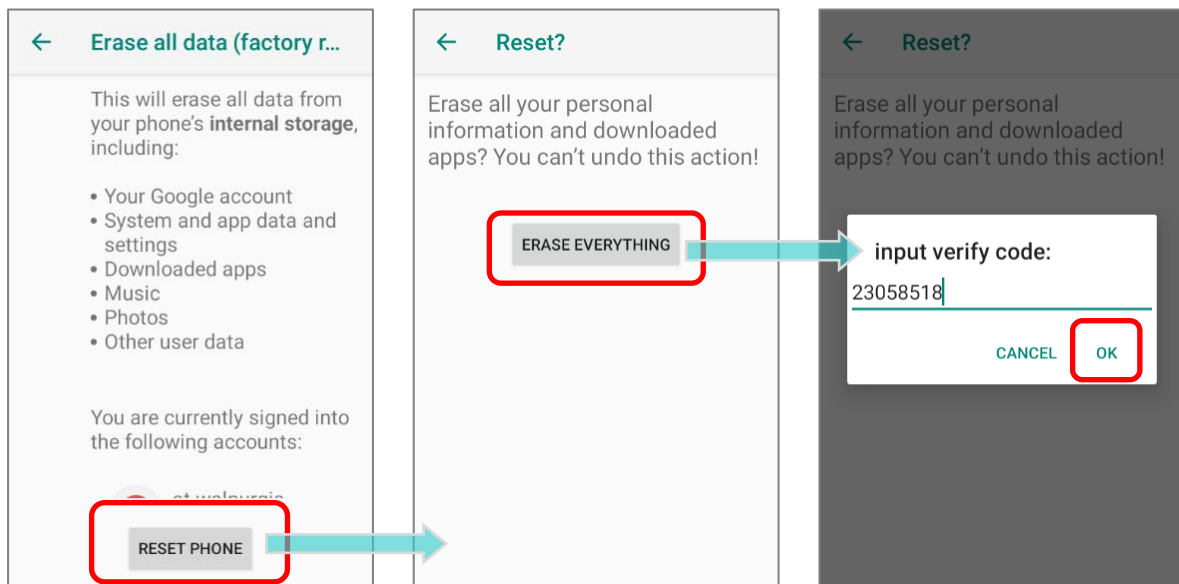 ← Erase all data (factory r...
This will erase all data from
your phone's internal storage,
including:
• Your Google account
• System and app data and
settings
• Downloaded apps
• Music
• Photos
• Other user data
You are currently signed into
the following accounts:
RESET PHONE
← Reset?
Erase all your personal
information and downloaded
apps? You can't undo this action!
ERASE EVERYTHING
← Reset?
Erase all your personal
information and downloaded
apps? You can't undo this action!
input verify code:
23058518
CANCEL OK